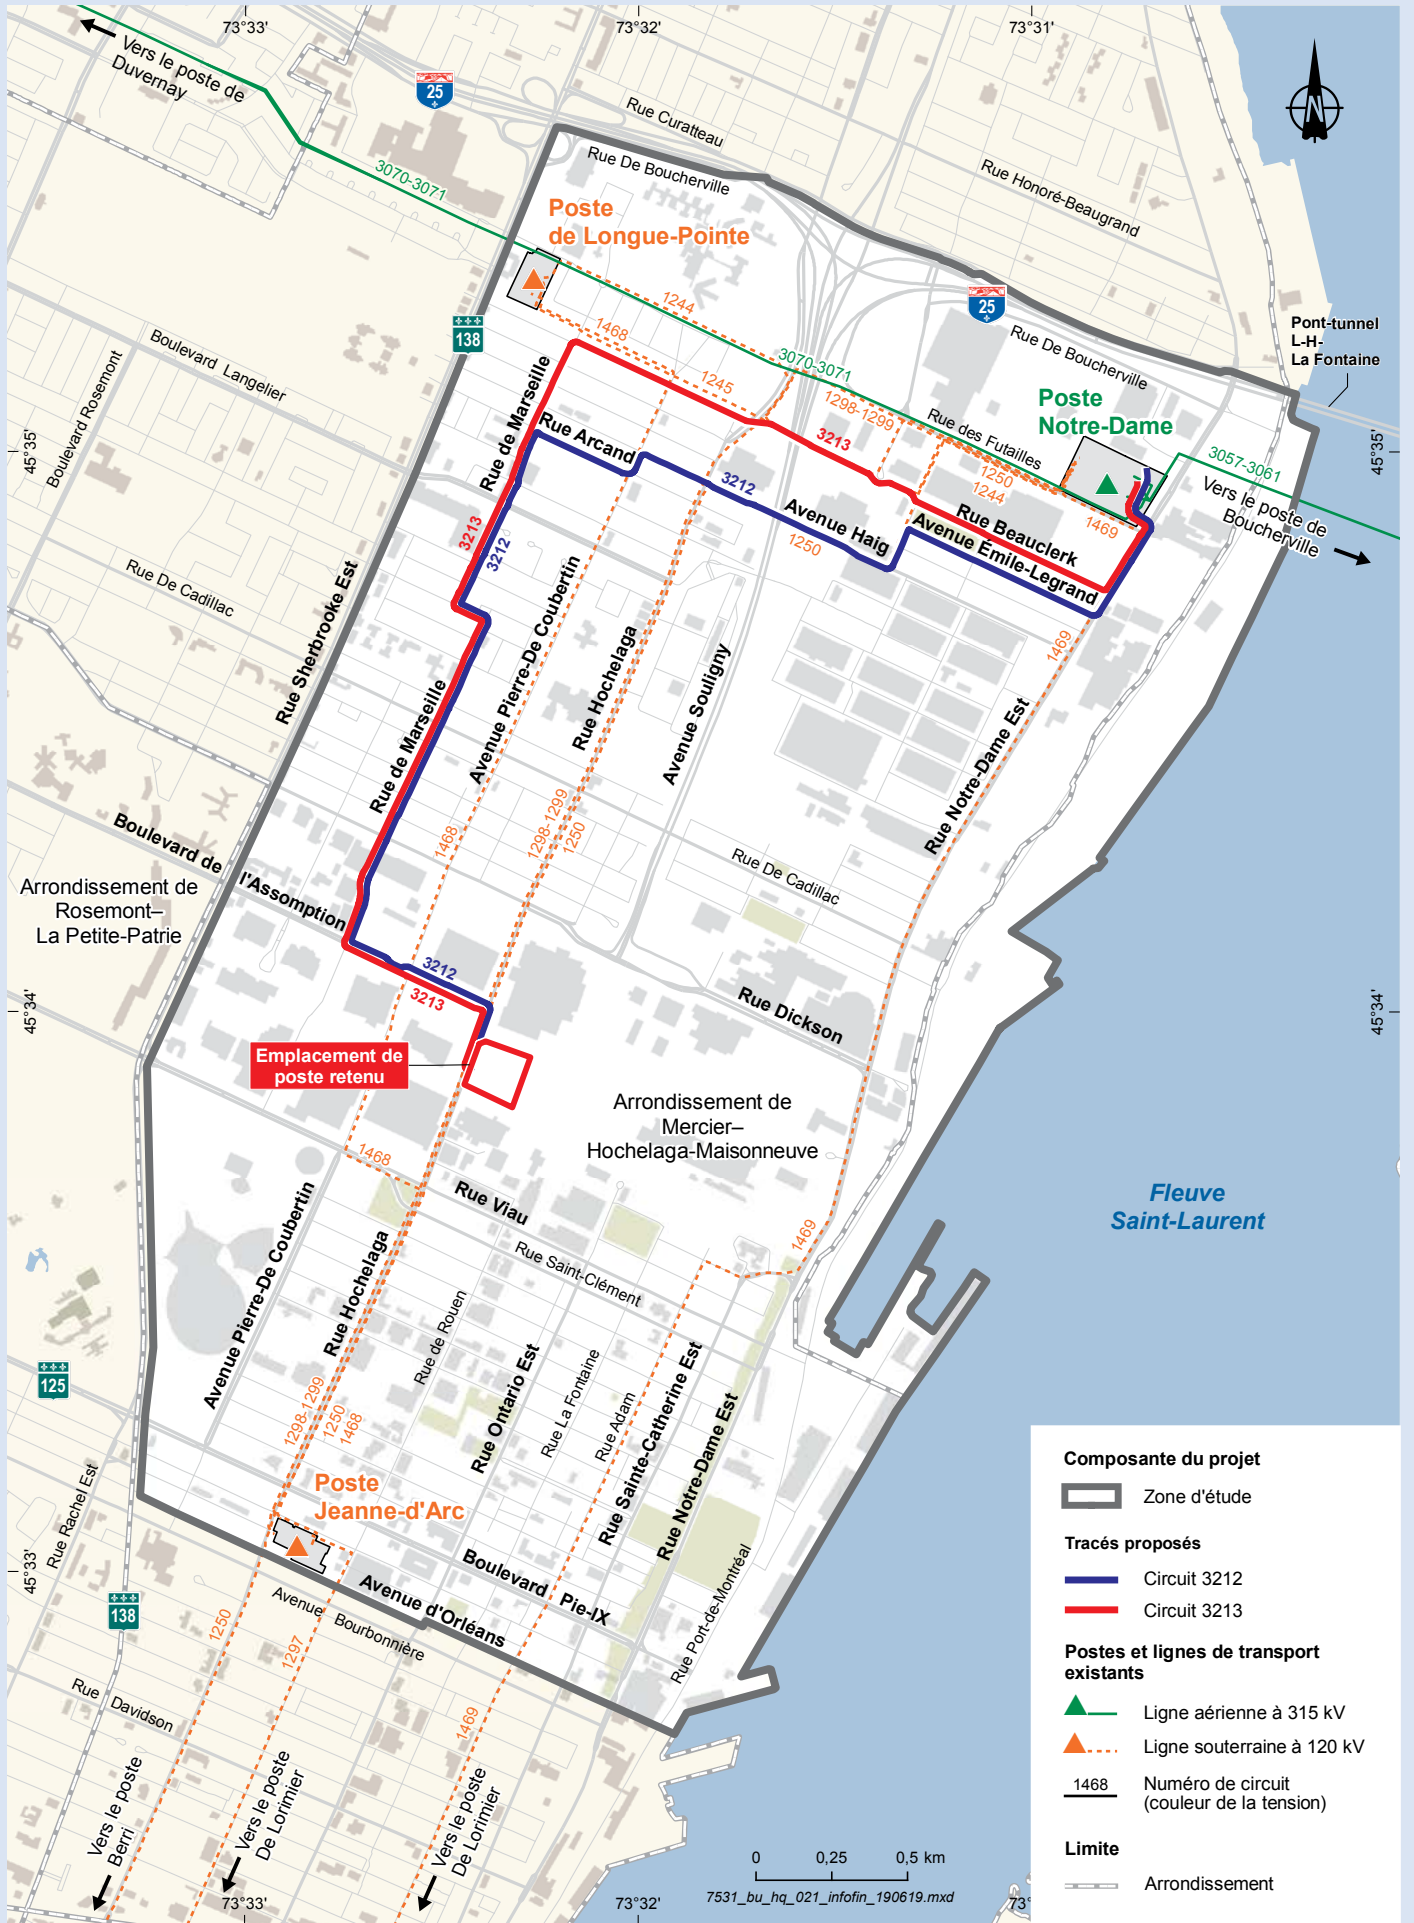 73°33'
73°32'
73°31'
Vers le poste de
Duvernay
25
Rue Curatteau
Rue De Boucherville
Rue Honoré-Beaugrand
3070-3071
Poste
de Longue-Pointe
1244
25
138
1468
Pont-tunnel
L-H-
La Fontaine
Rue De Boucherville
Boulevard Langelier
Boulevard Rosemont
3070-3071
1245
1298-1299
Poste
Notre-Dame
Rue de Marseille
Rue Arcand
3213
Rue des Futailles
45°35'
45°35'
3057-3061
Vers le poste de
Boucherville
3212
1250
1244
1469
Avenue Haig
Rue Beauclerk
Avenue Émile-Legrand
1250
3213
3212
Rue De Cadillac
Rue Sherbrooke Est
Avenue Pierre-De Coubertin
Rue Hochelaga
Avenue Souligny
1469
Rue de Marseille
Rue Notre-Dame Est
1468
1298-1299
1250
Boulevard de
l'Assomption
Rue De Cadillac
Arrondissement de
Rosemont–
La Petite-Patrie
3212
3213
Rue Dickson
45°34'
45°34'
Emplacement de
poste retenu
Arrondissement de
Mercier–
Hochelaga-Maisonneuve
1468
Rue Viau
Fleuve
Saint-Laurent
Avenue Pierre-De Coubertin
Rue Hochelaga
Rue Saint-Clément
1469
Rue de Rouen
Rue Ontario Est
Rue La Fontaine
Rue Adam
Rue Sainte-Catherine Est
Rue Notre-Dame Est
125
1298-1299
1250
1468
Rue Rachel Est
Poste
Jeanne-d'Arc
Boulevard Pie-IX
Avenue d'Orléans
Avenue Bourbonnière
Rue Port-de-Montréal
45°33'
138
1250
1297
1469
Rue Davidson
Vers le poste
Berri
Vers le poste
De Lorimier
Vers le poste
De Lorimier
Composante du projet
Zone d'étude
Tracés proposés
Circuit 3212
Circuit 3213
Postes et lignes de transport
existants
Ligne aérienne à 315 kV
Ligne souterraine à 120 kV
1468
Numéro de circuit
(couleur de la tension)
Limite
Arrondissement
0 0,25 0,5 km
7531_bu_hq_021_infofin_190619.mxd
73°33'
73°32'
73°
N